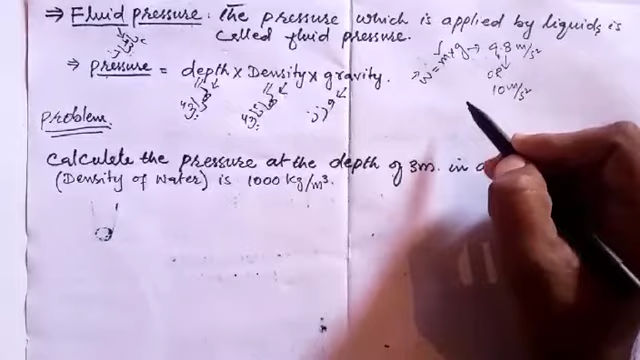 ⇒ Fluid pressure: The pressure which is applied by liquids is
called fluid pressure.
⇒ pressure = depth x Density x gravity.
w = m x g → 9.8 m/s²
or
10 m/s²
Problem
Calculate the pressure at the depth of 3m. in a
(Density of water) is 1000 kg/m³.